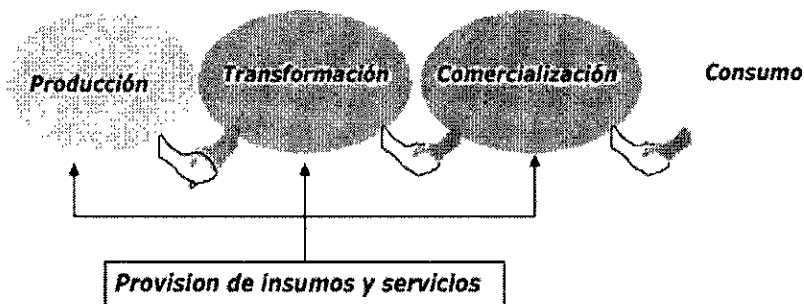 Producción
Transformación
Comercialización
Consumo
Provision de insumos y servicios